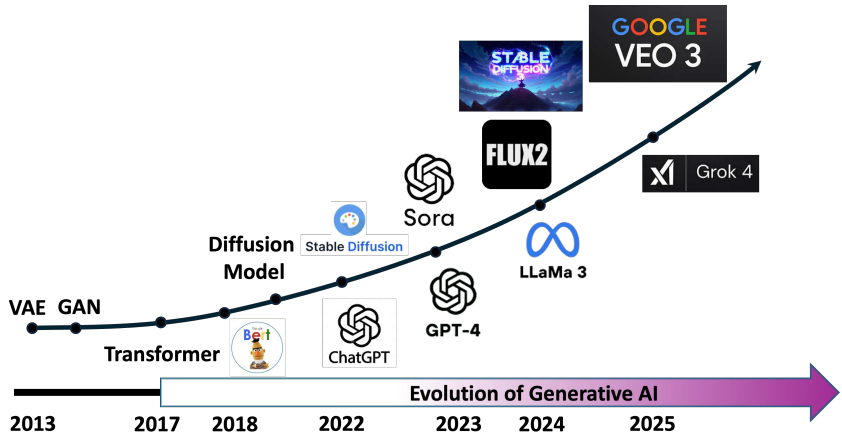 GOOGLE
VEO 3
STABLE
DIFFUSION
3
FLUX2
Grok 4
Sora
Stable Diffusion
Diffusion
Model
LLaMa 3
VAE
GAN
GPT-4
Bert
Transformer
ChatGPT
Evolution of Generative AI
2013
2017
2018
2022
2023
2024
2025